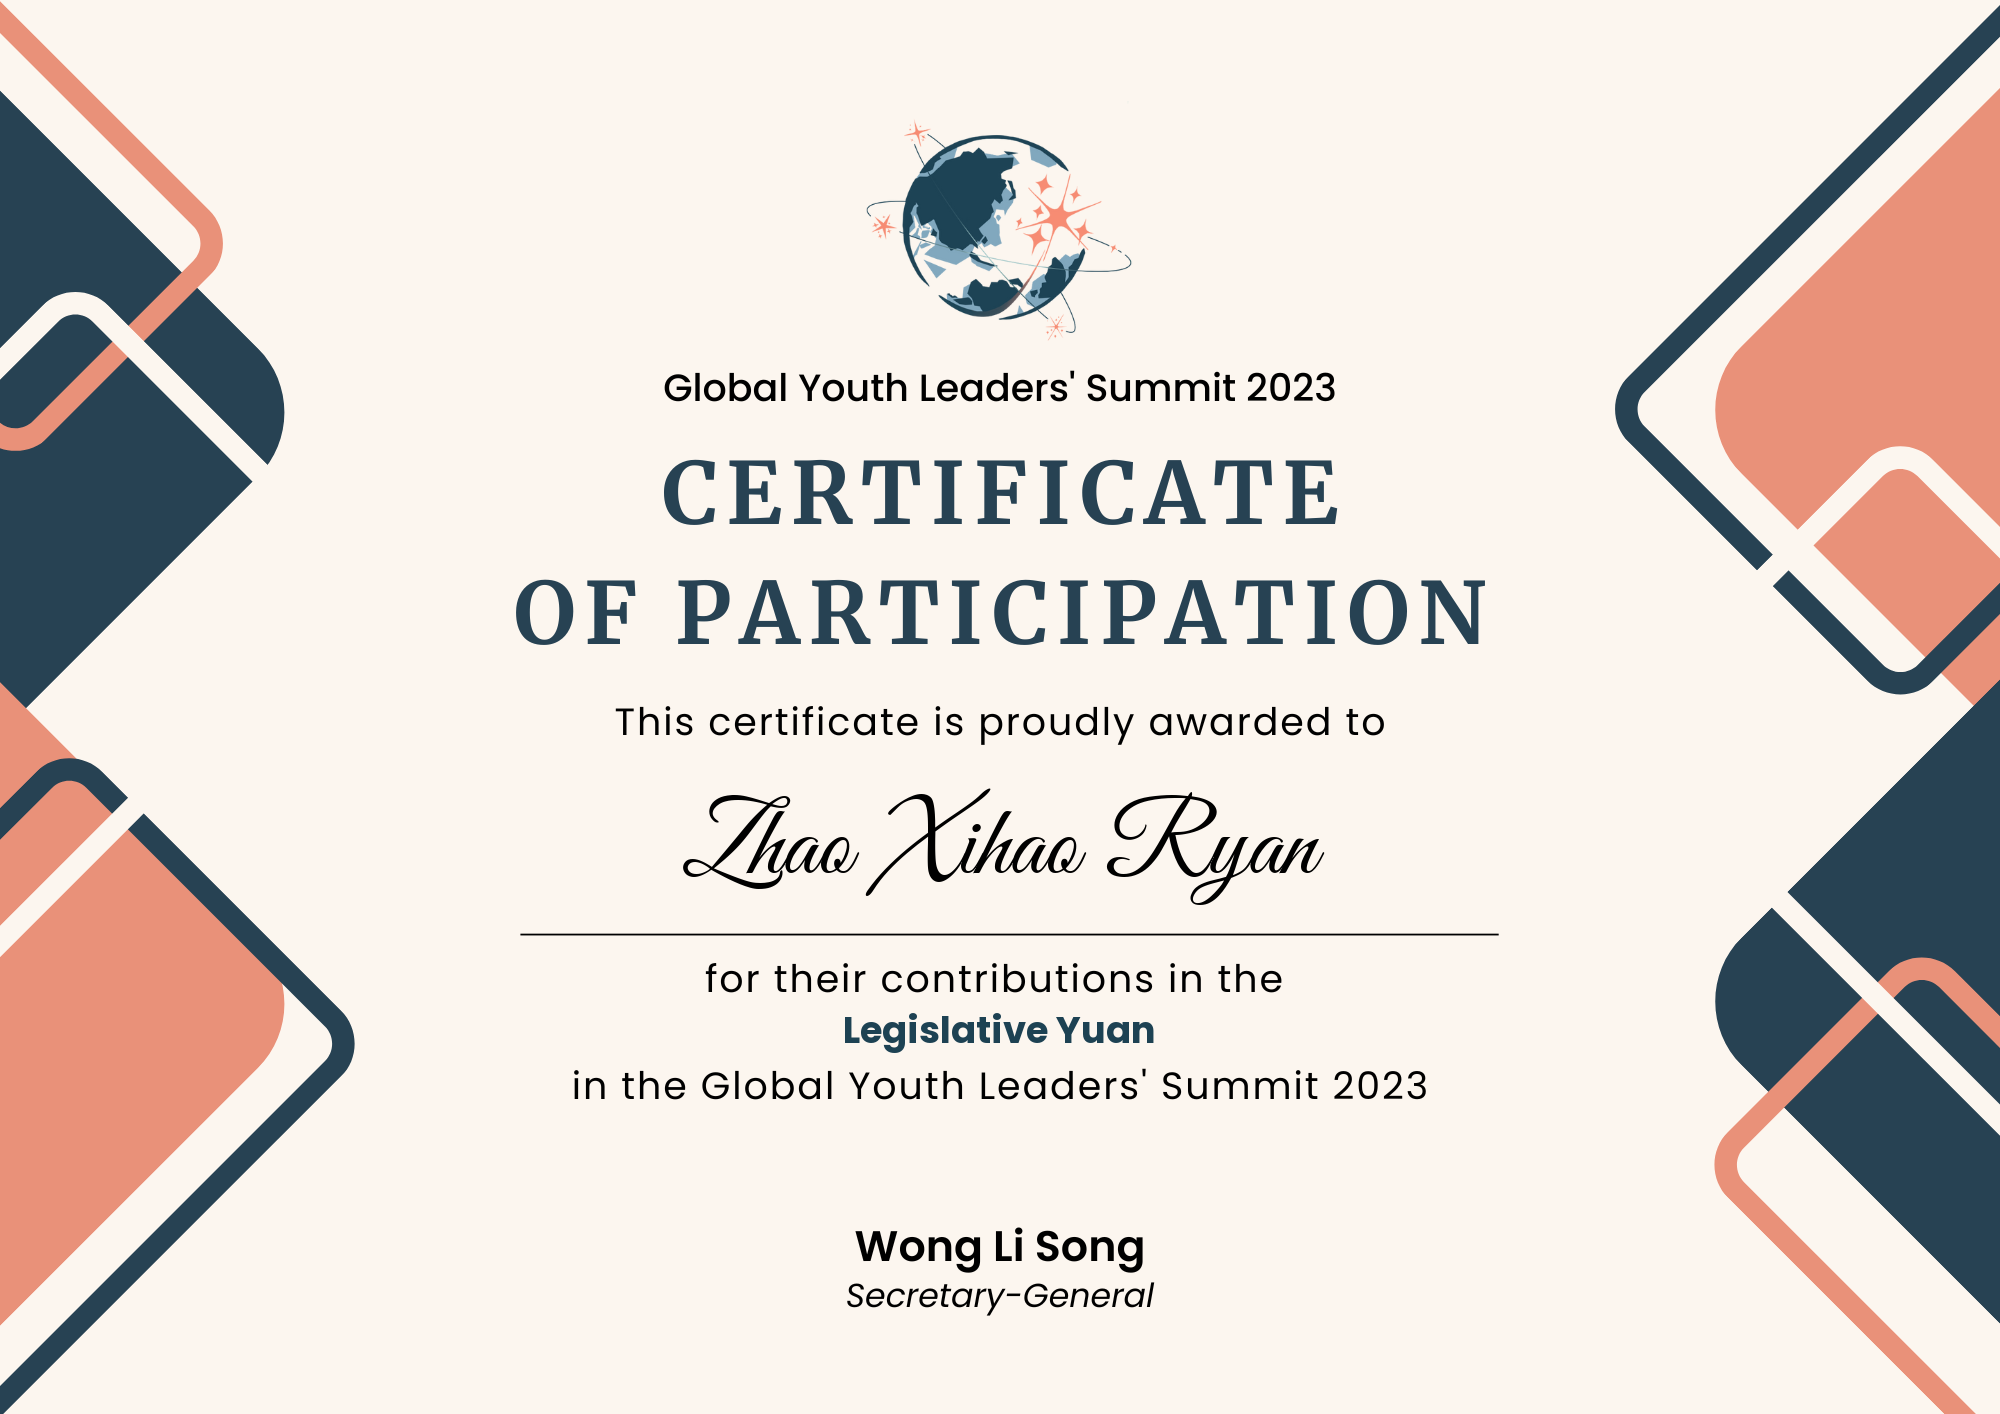 Global Youth Leaders' Summit 2023
CERTIFICATE
OF PARTICIPATION
This certificate is proudly awarded to
Zhao Xihao Ryan
for their contributions in the
Legislative Yuan
in the Global Youth Leaders' Summit 2023
Wong Li Song
Secretary-General